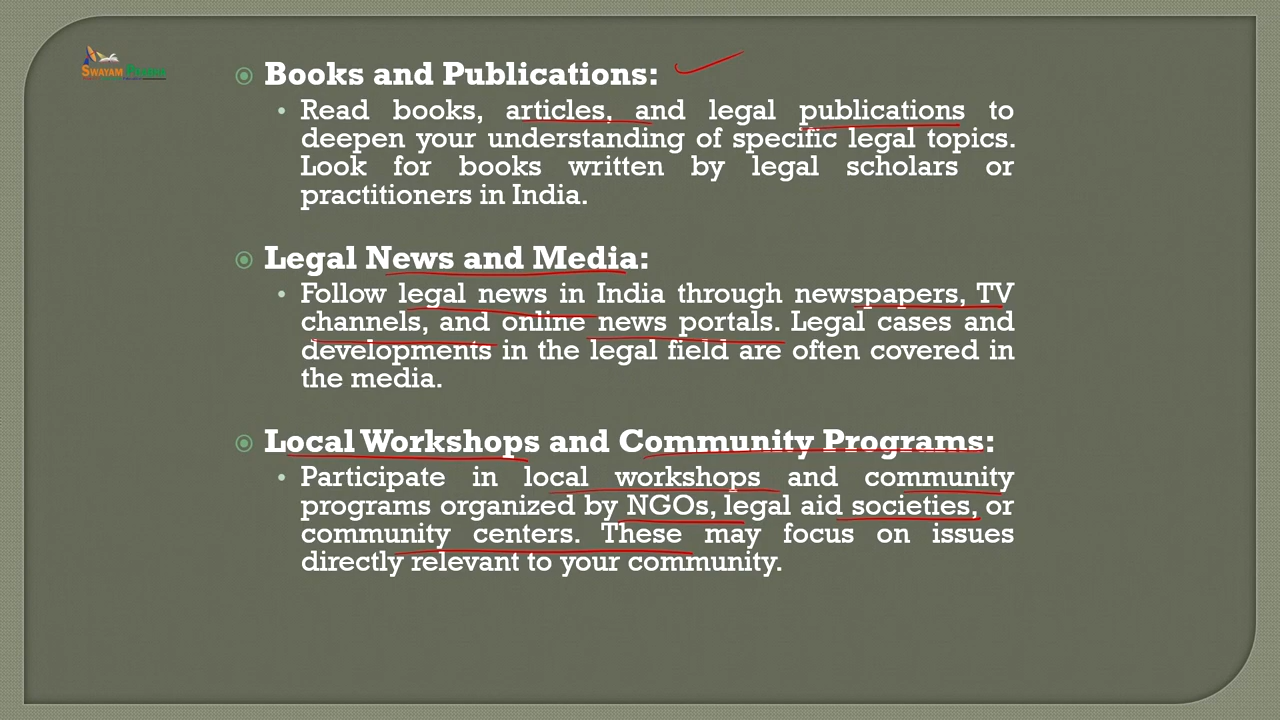 SWAYAM PRABHA
Books and Publications:
Read books, articles, and legal publications to
deepen your understanding of specific legal topics.
Look for books written by legal scholars or
practitioners in India.
Legal News and Media:
Follow legal news in India through newspapers, TV
channels, and online news portals. Legal cases and
developments in the legal field are often covered in
the media.
Local Workshops and Community Programs:
Participate in local workshops and community
programs organized by NGOs, legal aid societies, or
community centers. These may focus on issues
directly relevant to your community.